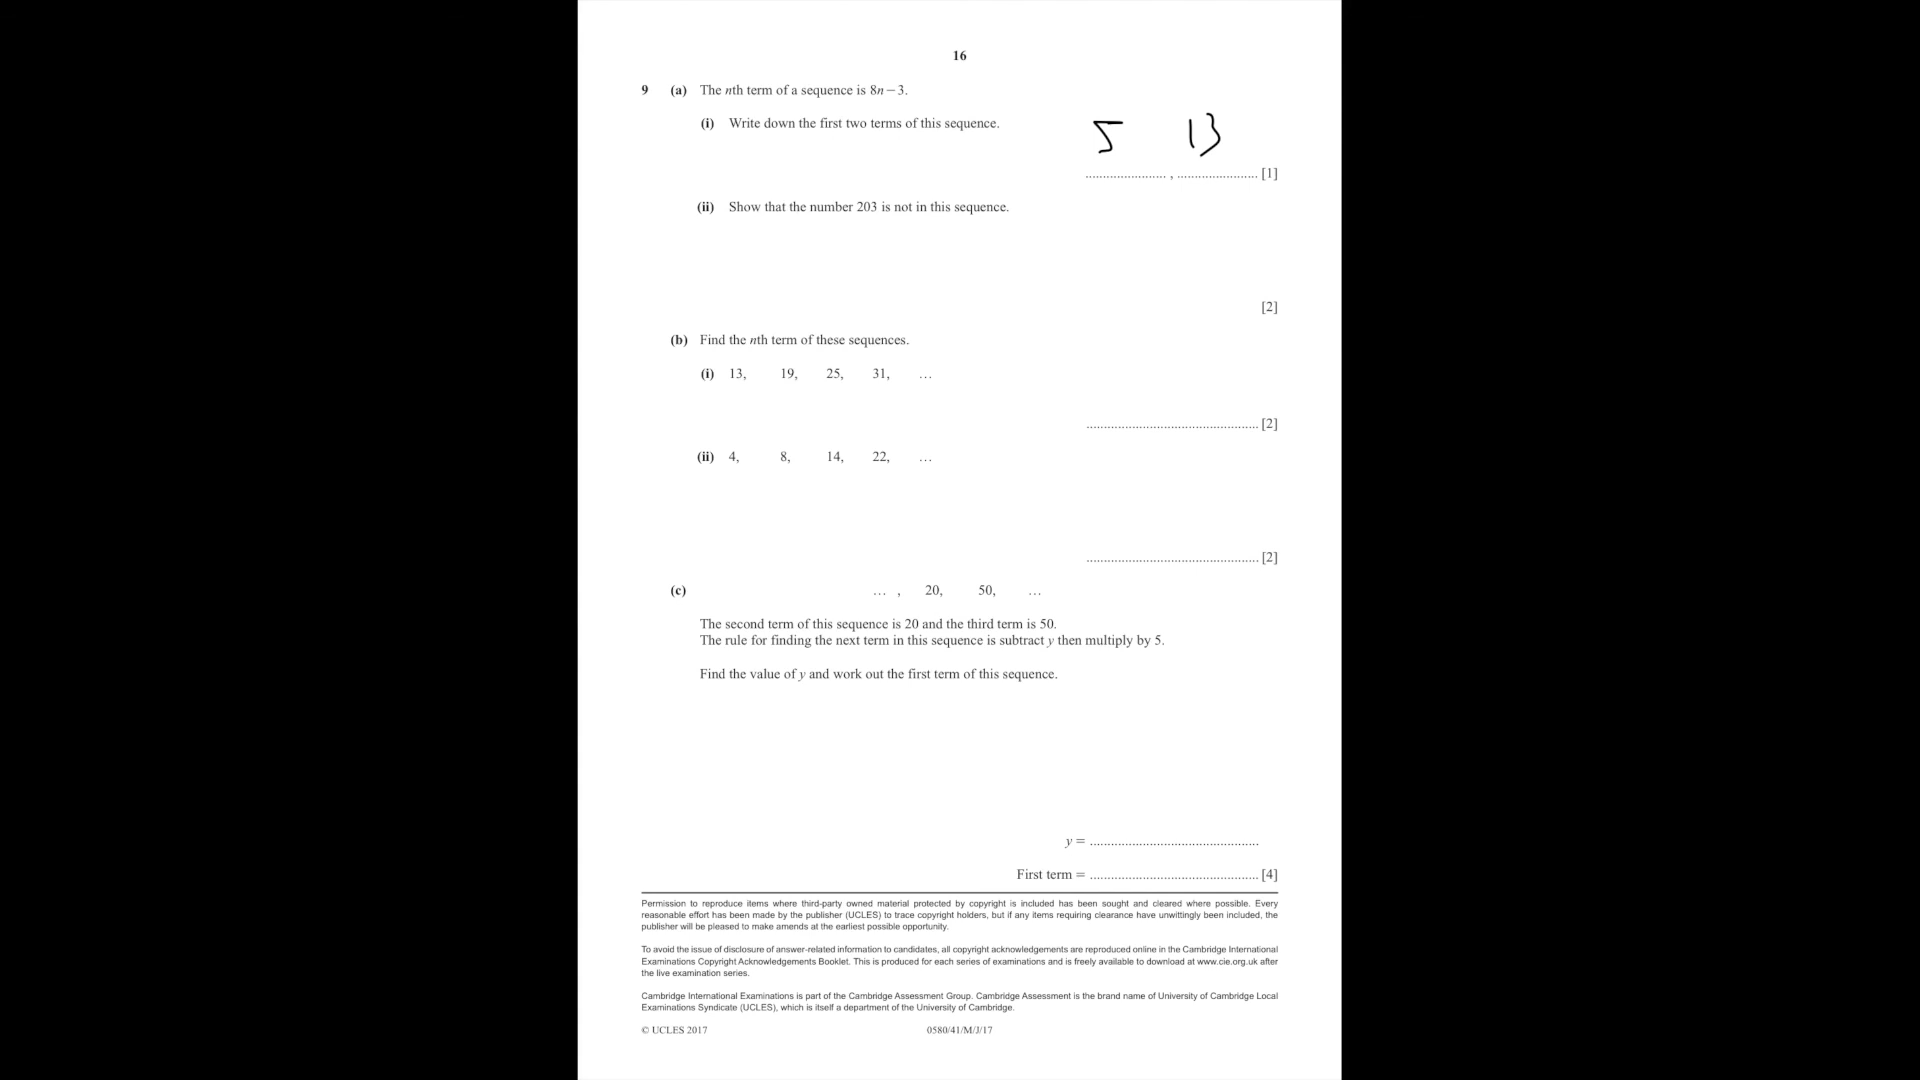 16
9 (a) The nth term of a sequence is 8n − 3.
(i) Write down the first two terms of this sequence.
5 13
........................ , ........................ [1]
(ii) Show that the number 203 is not in this sequence.
[2]
(b) Find the nth term of these sequences.
(i) 13, 19, 25, 31, …
................................................. [2]
(ii) 4, 8, 14, 22, …
................................................. [2]
(c) … , 20, 50, …
The second term of this sequence is 20 and the third term is 50.
The rule for finding the next term in this sequence is subtract y then multiply by 5.
Find the value of y and work out the first term of this sequence.
y = ................................................
First term = ................................................ [4]
Permission to reproduce items where third-party owned material protected by copyright is included has been sought and cleared where possible. Every
reasonable effort has been made by the publisher (UCLES) to trace copyright holders, but if any items requiring clearance have unwittingly been included, the
publisher will be pleased to make amends at the earliest possible opportunity.
To avoid the issue of disclosure of answer-related information to candidates, all copyright acknowledgements are reproduced online in the Cambridge International
Examinations Copyright Acknowledgements Booklet. This is produced for each series of examinations and is freely available to download at www.cie.org.uk after
the live examination series.
Cambridge International Examinations is part of the Cambridge Assessment Group. Cambridge Assessment is the brand name of University of Cambridge Local
Examinations Syndicate (UCLES), which is itself a department of the University of Cambridge.
© UCLES 2017 0580/41/M/J/17